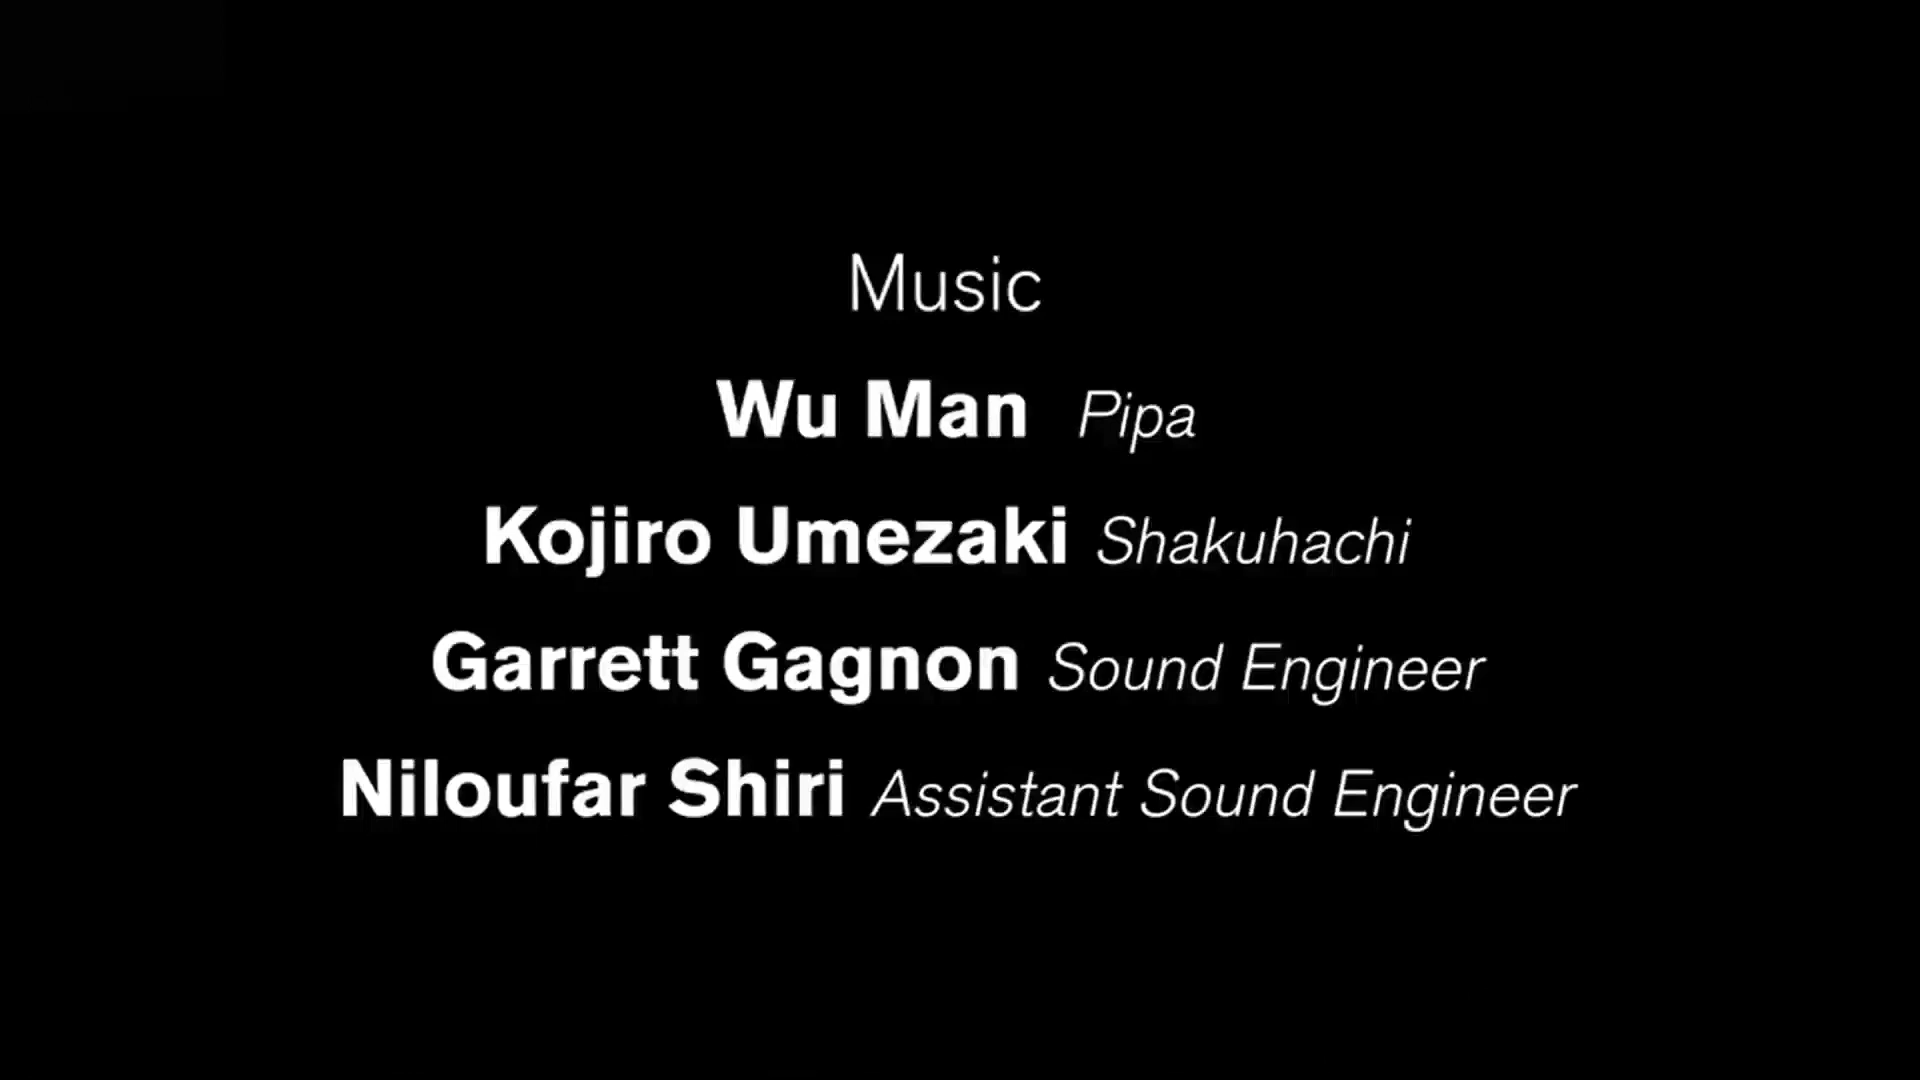 Music
Wu Man Pipa
Kojiro Umezaki Shakuhachi
Garrett Gagnon Sound Engineer
Niloufar Shiri Assistant Sound Engineer